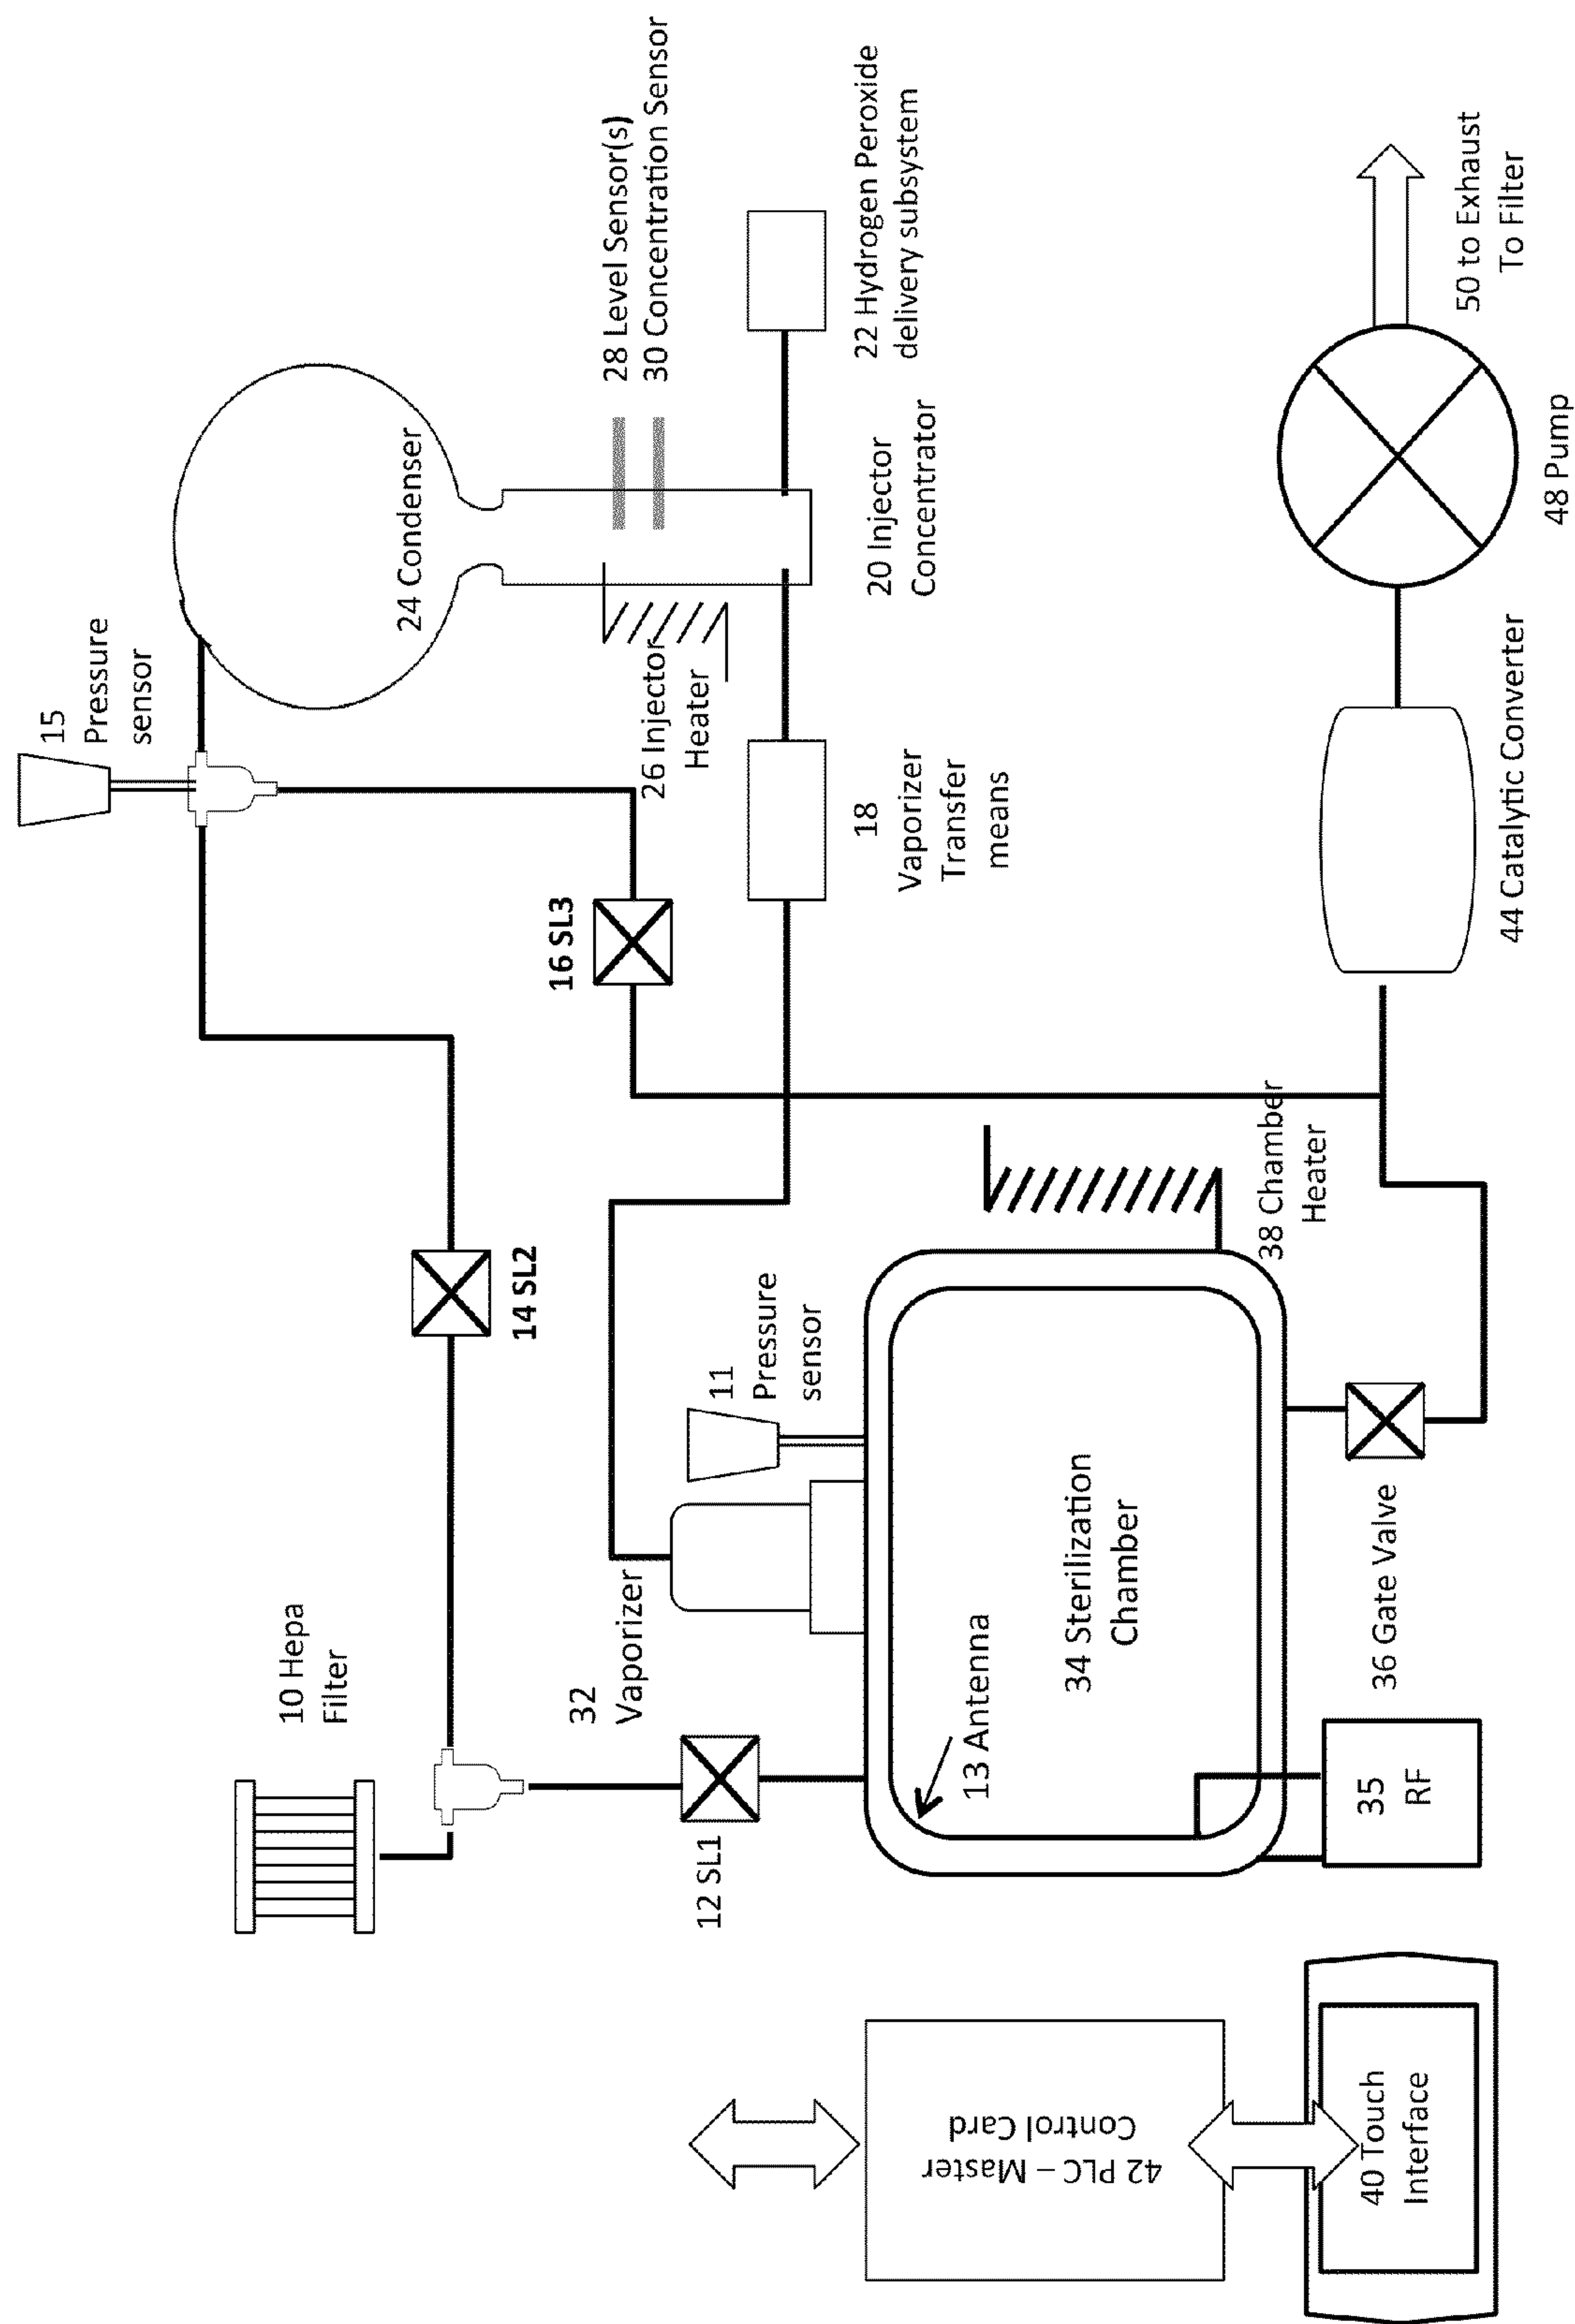 15
Pressure
sensor
10 Hepa
Filter
24 Condenser
28 Level Sensor(s)
30 Concentration Sensor
14 SL2
16 SL3
26 Injector
Heater
32
Vaporizer
12 SL1
11
Pressure
sensor
18
Vaporizer
Transfer
means
20 Injector
Concentrator
22 Hydrogen Peroxide
delivery subsystem
13 Antenna
34 Sterilization
Chamber
38 Chamber
Heater
42 PLC – Master
Control Card
40 Touch
Interface
35
RF
36 Gate Valve
44 Catalytic Converter
48 Pump
50 to Exhaust
To Filter